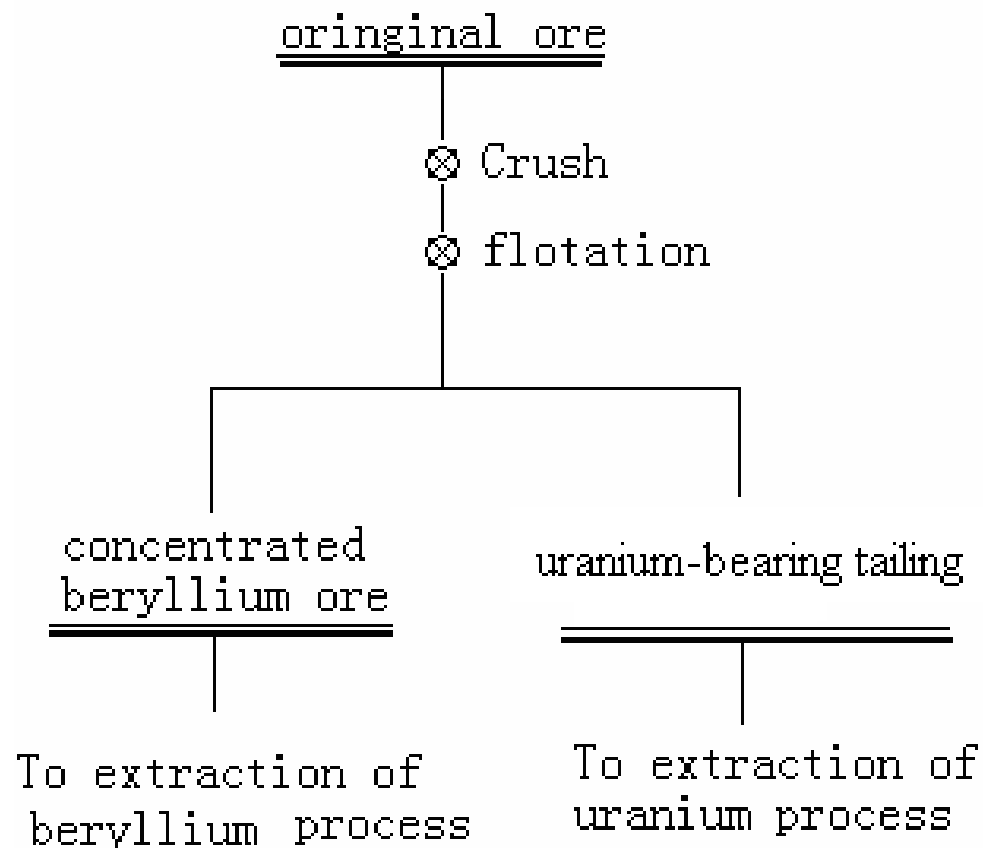 oringinal ore
Crush
flotation
concentrated
beryllium ore
uranium-bearing tailing
To extraction of
beryllium process
To extraction of
uranium process